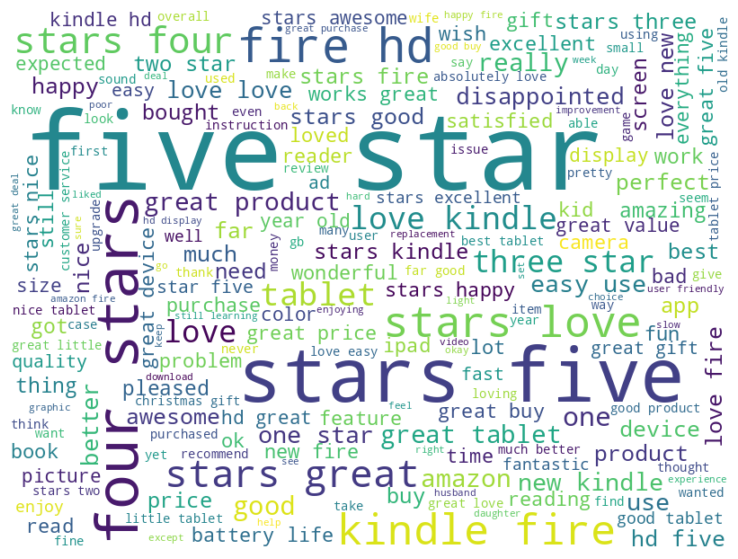 kindle hd
overall
stars awesome
wife
happy fire
great purchase
good buy
gift
stars three
stars four
fire hd
wish
excellent
using
small
expected
two star
really
say
absolutely love
week
day
old kindle
sound
deal
used
make
stars fire
happy
easy
love love
works great
disappointed
know
poor
look
bought
even
instruction
stars good
satisfied
able
improvement
game
screen
love new
everything
great five
tablet price
five star
first
loved
reader
review
issue
display
pretty
work
seem
great deal
liked
sure
stars nice
still
customer service
upgrade
nice
great product
hd display
ad
stars excellent
hard
perfect
kid
amazing
year old
love kindle
great value
four stars
great device
well
far
go
thank
money
many
user
gb
replacement
best tablet
stars kindle
set
camera
best
amazon fire
size
much
need
wonderful
far good
three star
bad
give
user friendly
nice tablet
case
got
star five
tablet
stars happy
easy use
app
purchase
color
enjoying
light
item
choice
way
great little
keep
still learning
love
great price
stars love
year
slow
fun
quality
problem
never
love easy
ipad
video
okay
lot
great gift
love fire
thing
pleased
download
christmas gift
feel
stars five
fast
loving
graphic
better
awesome
hd great
feature
great buy
one
good product
think
want
purchased
ok
one star
right
great tablet
device
book
yet
recommend
new fire
see
time
much better
fantastic
product
thought
picture
stars two
stars great
amazon
new kindle
experience
enjoy
price
good
husband
take
buy
great love
reading
find
wanted
use
read
fine
little tablet
except
help
battery life
daughter
kindle fire
good tablet
hd five
back